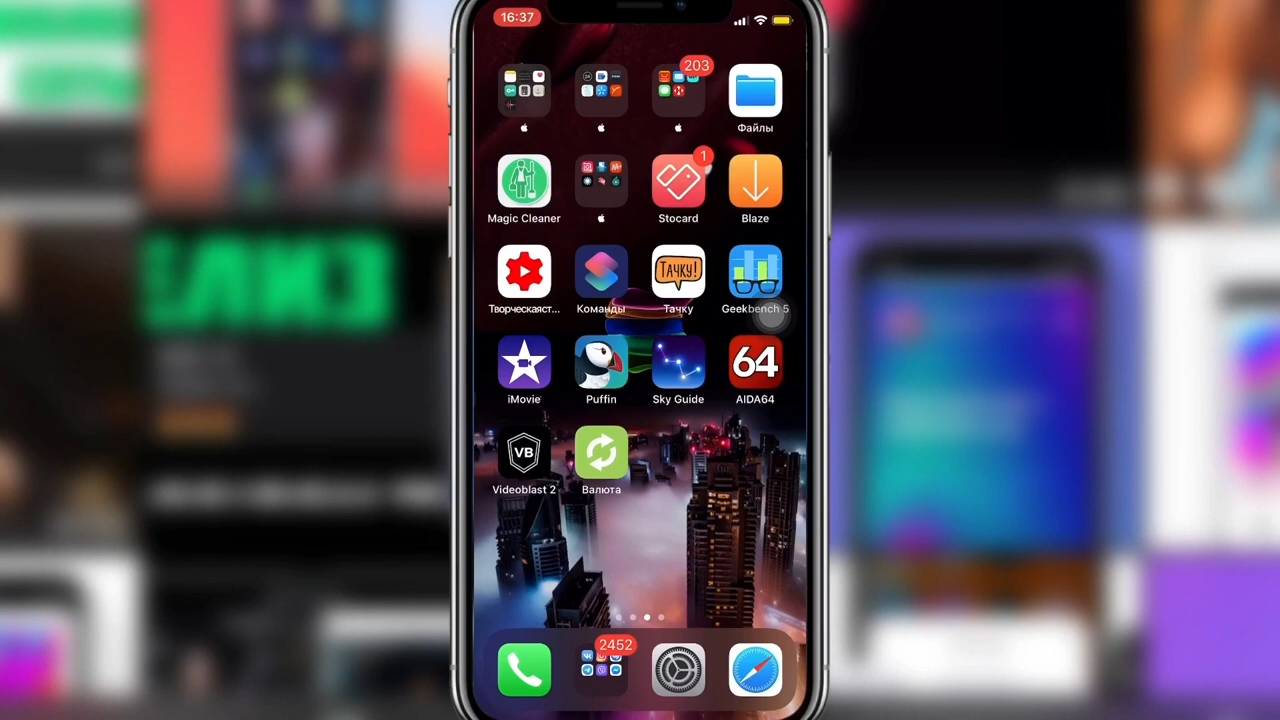 16:37
203
Файлы
1
Magic Cleaner
Stocard
Blaze
ТАЧКУ!
Творческаяст...
Команды
Тачку
Geekbench 5
64
iMovie
Puffin
Sky Guide
AIDA64
VB
Videoblast 2
Валюта
2452